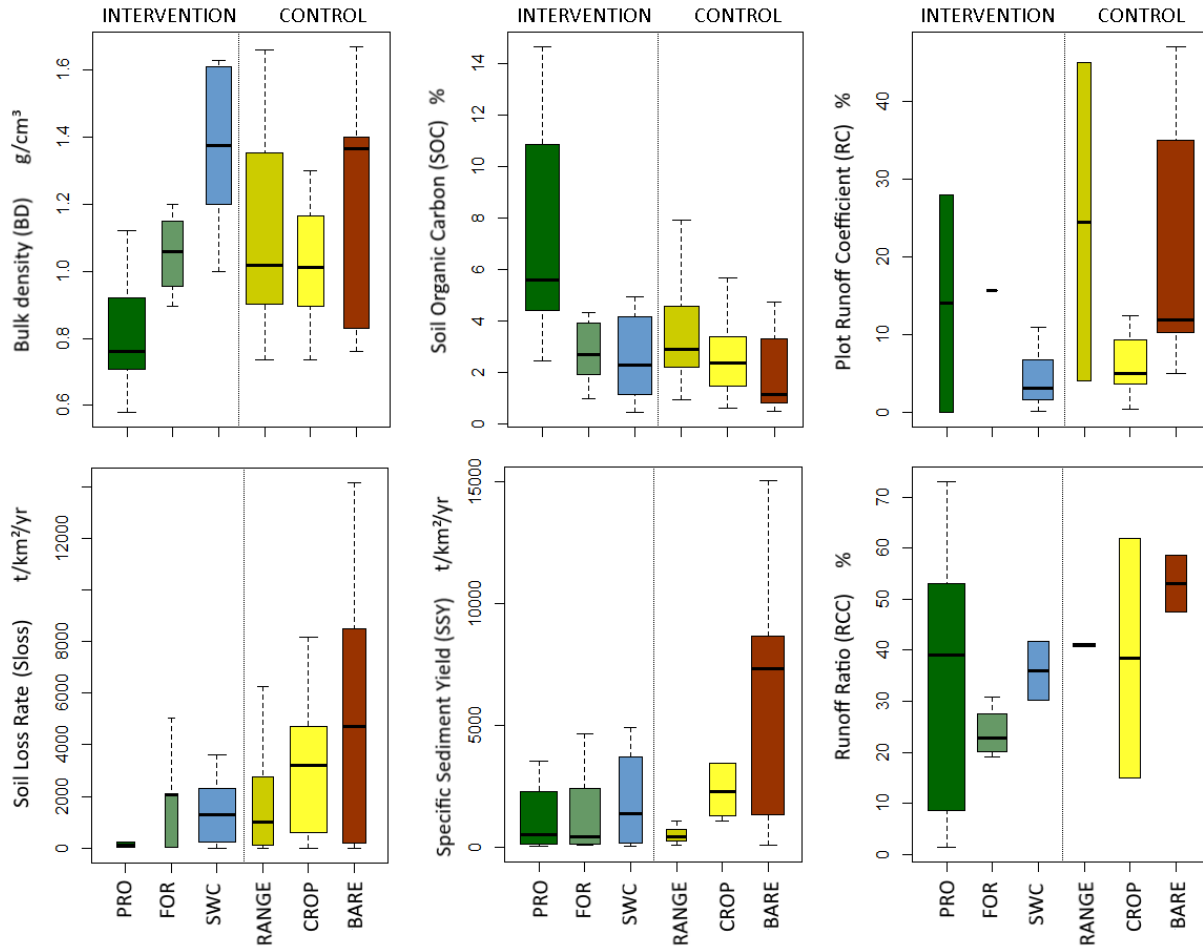 INTERVENTION CONTROL
INTERVENTION CONTROL
INTERVENTION CONTROL
Bulk density (BD) g/cm³
0.6 0.8 1.0 1.2 1.4 1.6
Soil Organic Carbon (SOC) %
0 2 4 6 8 10 12 14
Plot Runoff Coefficient (RC) %
0 10 20 30 40
Soil Loss Rate (Sloss) t/km²/yr
0 2000 4000 6000 8000 12000
PRO FOR SWC RANGE CROP BARE
Specific Sediment Yield (SSY) t/km²/yr
0 5000 10000 15000
PRO FOR SWC RANGE CROP BARE
Runoff Ratio (RCC) %
0 10 20 30 40 50 60 70
PRO FOR SWC RANGE CROP BARE